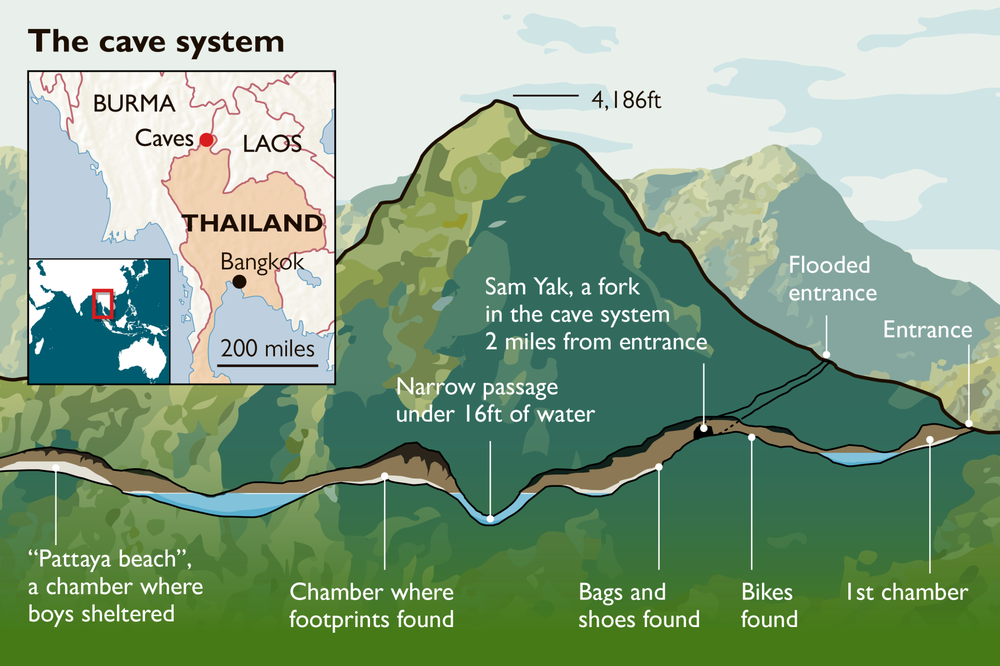 The cave system
BURMA
Caves
LAOS
THAILAND
Bangkok
200 miles
4,186ft
Flooded
entrance
Entrance
Sam Yak, a fork
in the cave system
2 miles from entrance
Narrow passage
under 16ft of water
“Pattaya beach”,
a chamber where
boys sheltered
Chamber where
footprints found
Bags and
shoes found
Bikes
found
1st chamber